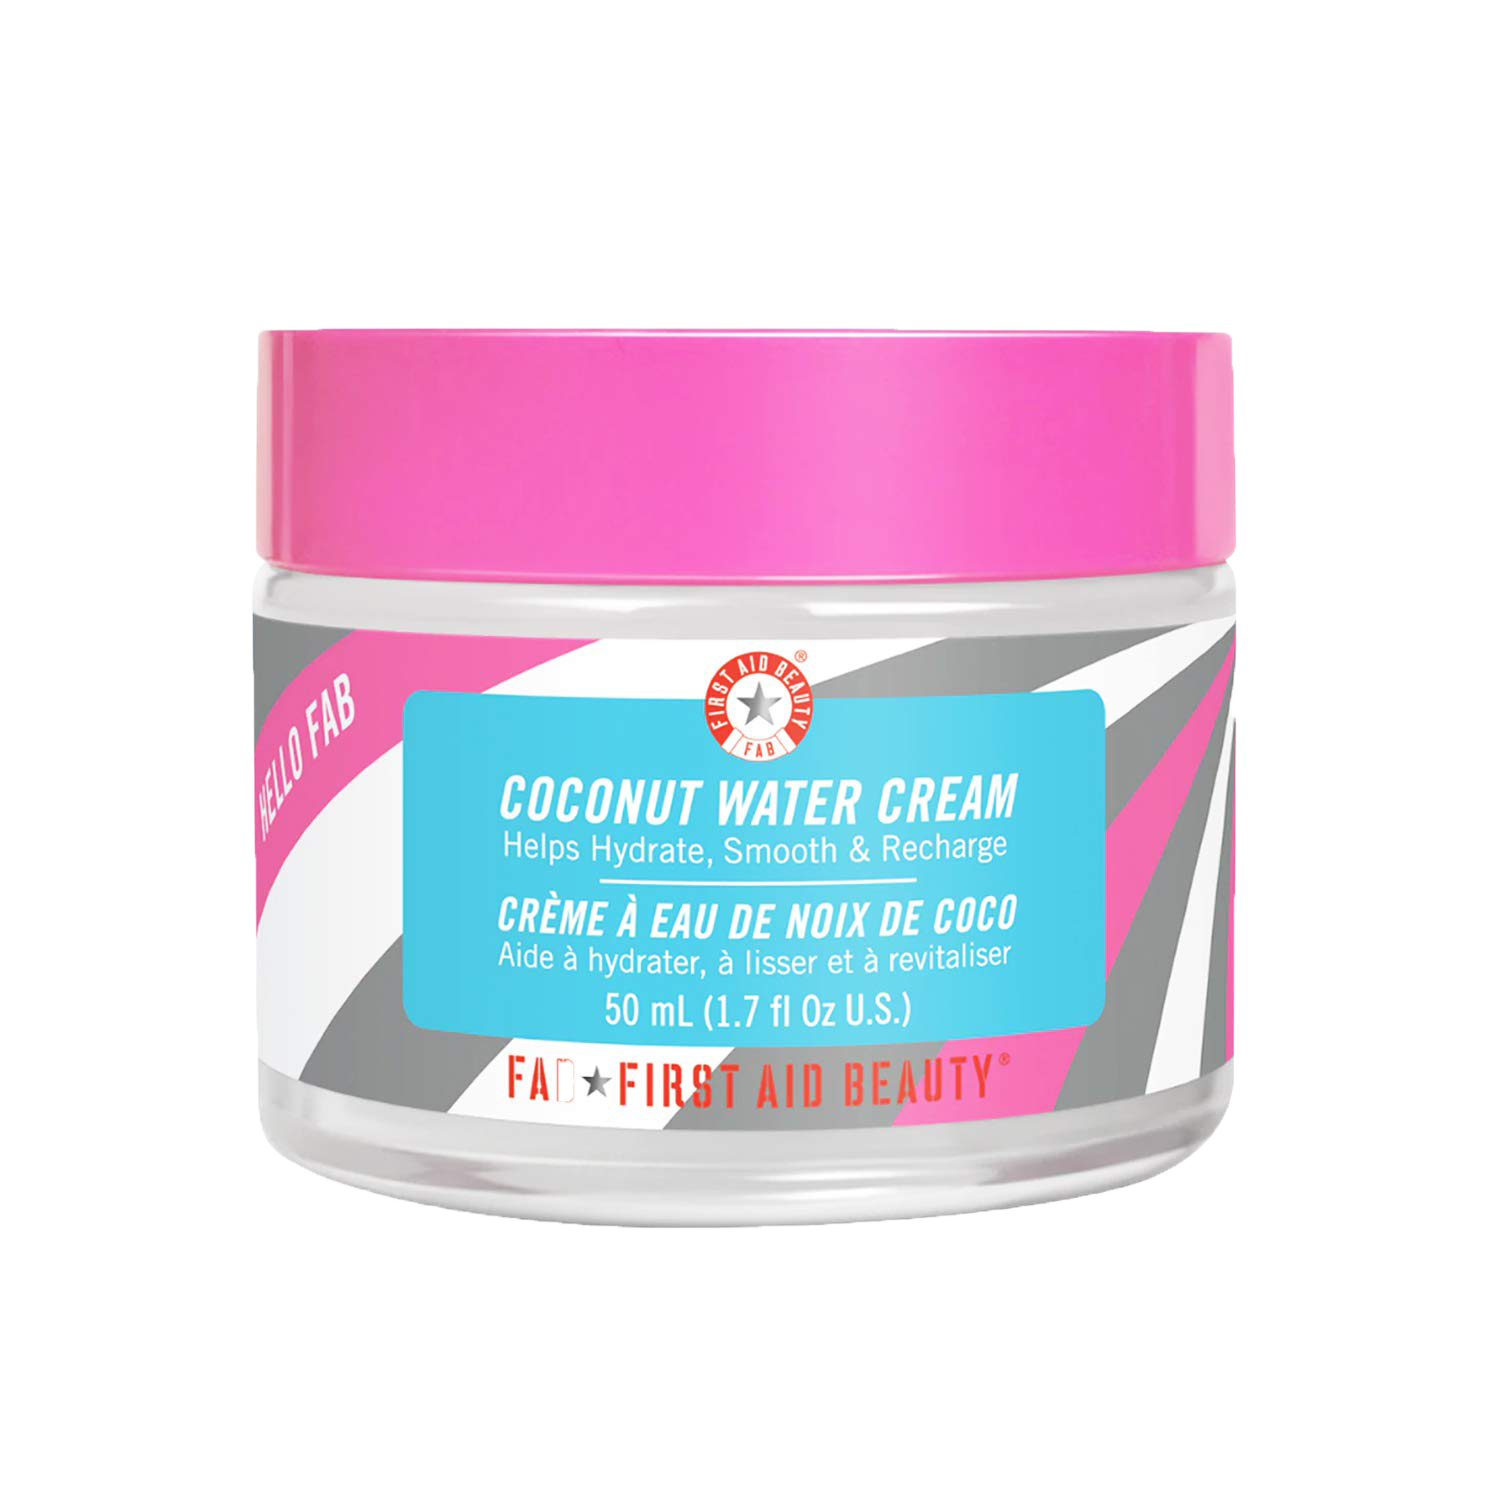 FIRST AID BEAUTY®
FAB
HELLO FAB
COCONUT WATER CREAM
Helps Hydrate, Smooth & Recharge
CRÈME À EAU DE NOIX DE COCO
Aide à hydrater, à lisser et à revitaliser
50 mL (1.7 fl Oz U.S.)
FAB★FIRST AID BEAUTY®